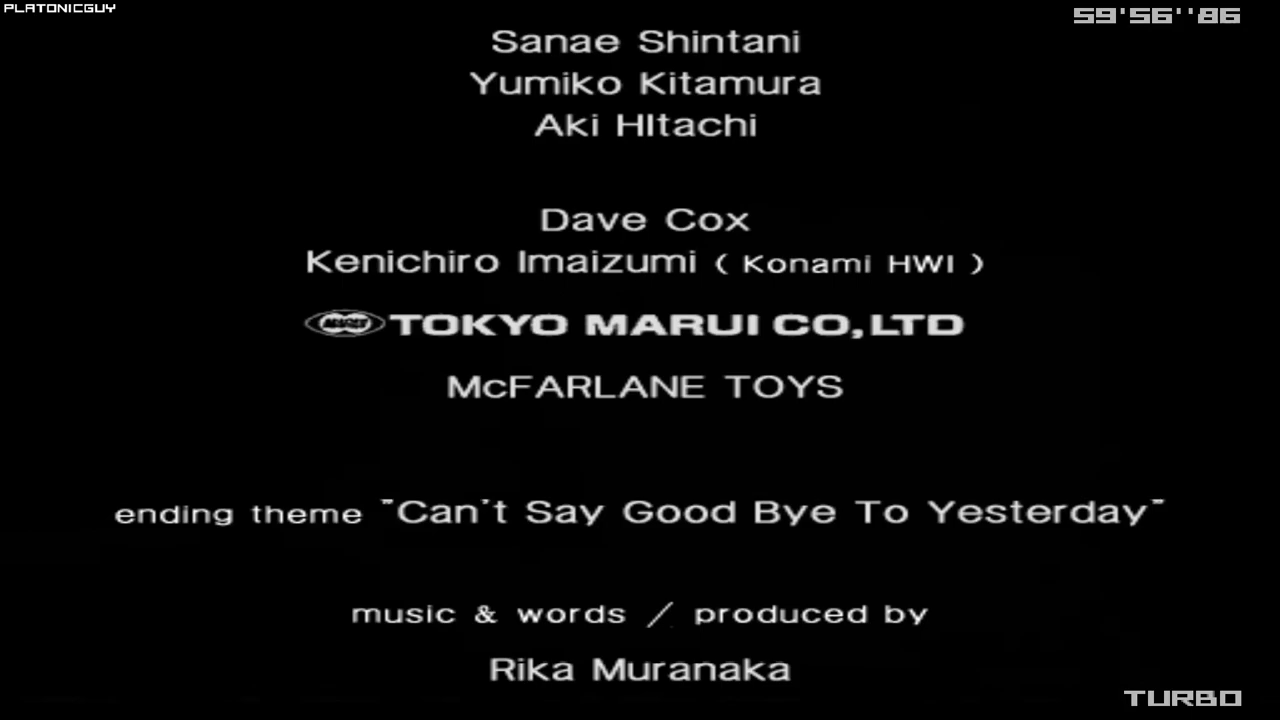 PLATONICGUY
59'56''86
Sanae Shintani
Yumiko Kitamura
Aki HItachi
Dave Cox
Kenichiro Imaizumi ( Konami HWI )
TOKYO MARUI CO,LTD
McFARLANE TOYS
ending theme "Can't Say Good Bye To Yesterday"
music & words / produced by
Rika Muranaka
TURBO